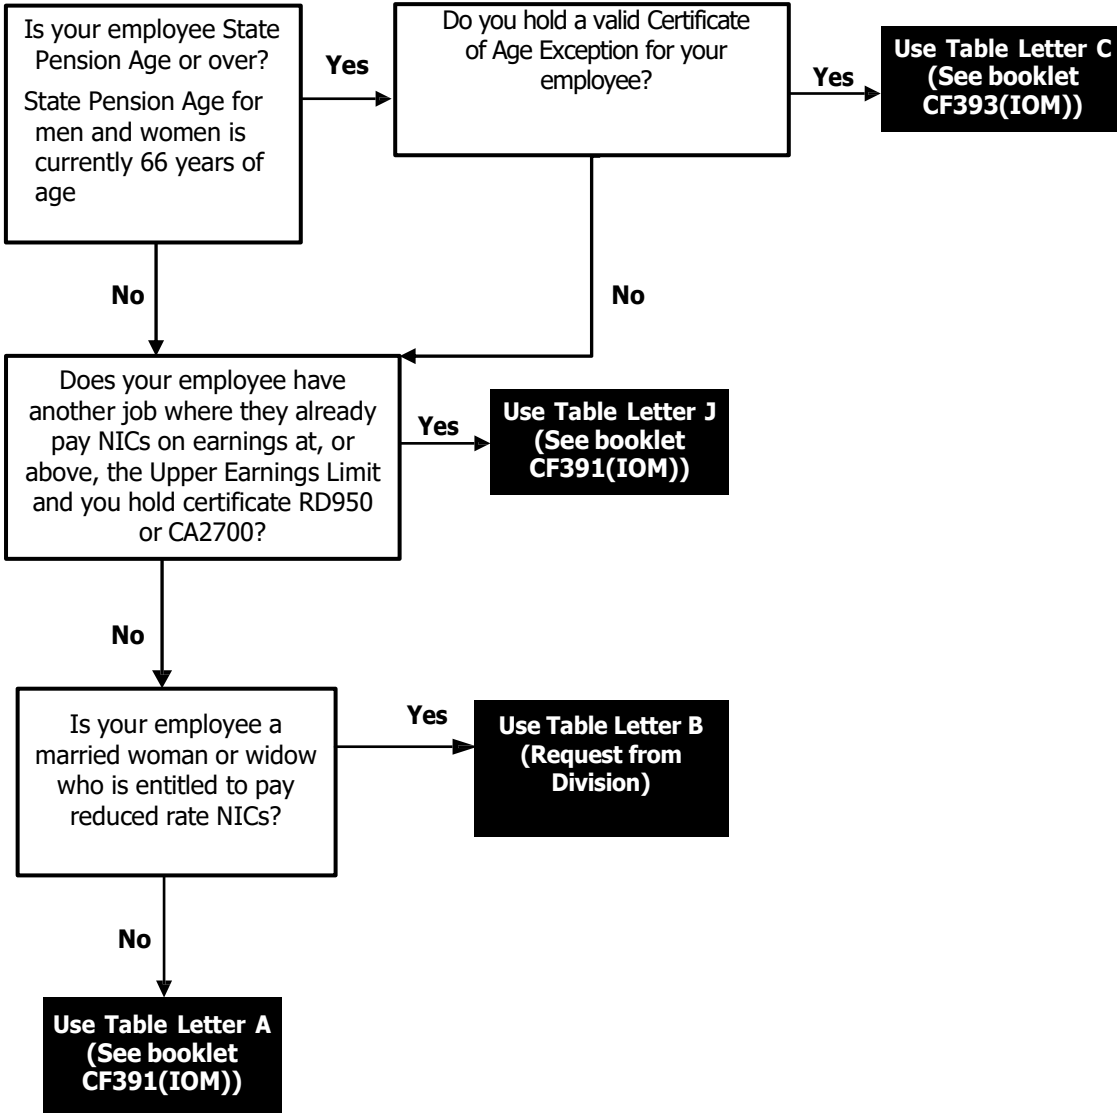 Is your employee State
Pension Age or over?
State Pension Age for
men and women is
currently 66 years of
age
Yes
Do you hold a valid Certificate
of Age Exception for your
employee?
Yes
Use Table Letter C
(See booklet
CF393(IOM))
No
No
Does your employee have
another job where they already
pay NICs on earnings at, or
above, the Upper Earnings Limit
and you hold certificate RD950
or CA2700?
Yes
Use Table Letter J
(See booklet
CF391(IOM))
No
Is your employee a
married woman or widow
who is entitled to pay
reduced rate NICs?
Yes
Use Table Letter B
(Request from
Division)
No
Use Table Letter A
(See booklet
CF391(IOM))